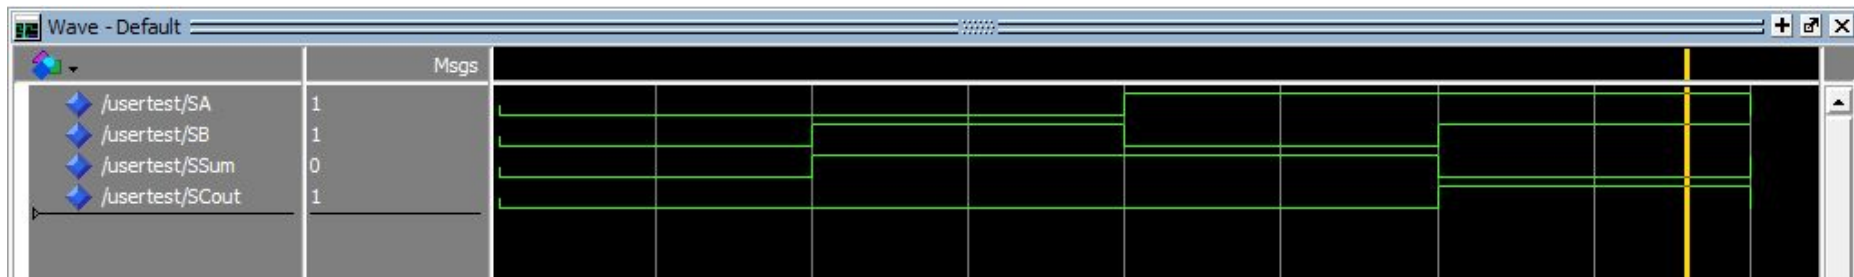 Wave - Default
Msgs
/usertest/SA 1
/usertest/SB 1
/usertest/SSum 0
/usertest/SCout 1